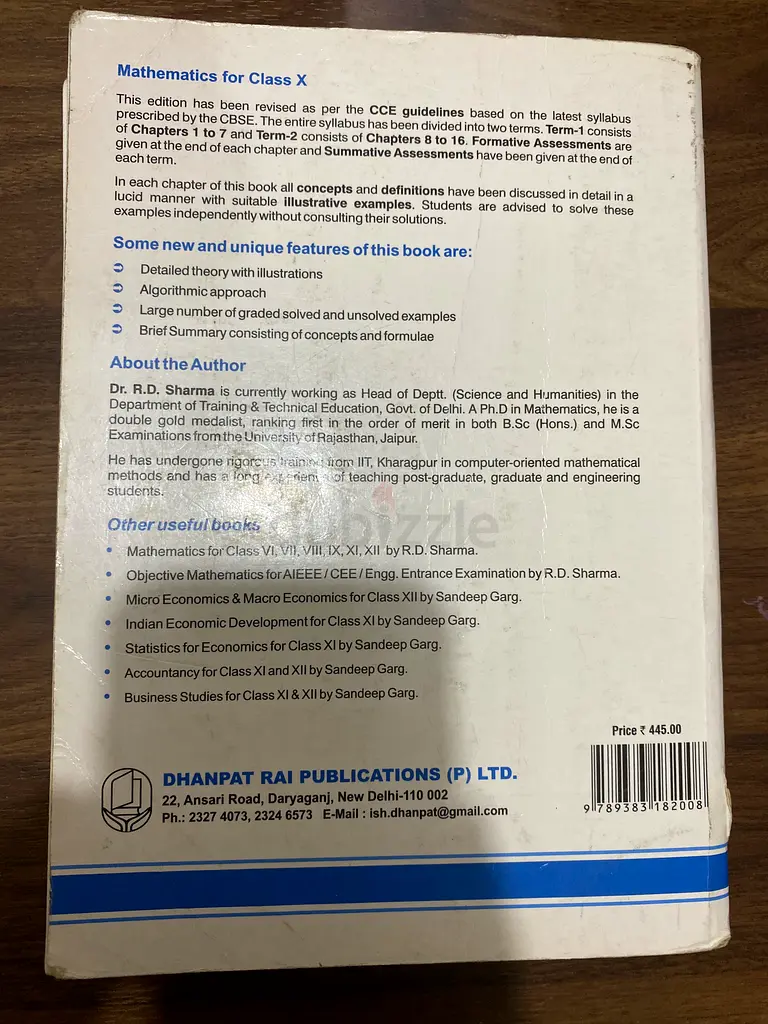 Mathematics for Class X
This edition has been revised as per the CCE guidelines based on the latest syllabus
prescribed by the CBSE. The entire syllabus has been divided into two terms. Term-1 consists
of Chapters 1 to 7 and Term-2 consists of Chapters 8 to 16. Formative Assessments are
given at the end of each chapter and Summative Assessments have been given at the end of
each term.
In each chapter of this book all concepts and definitions have been discussed in detail in a
lucid manner with suitable illustrative examples. Students are advised to solve these
examples independently without consulting their solutions.
Some new and unique features of this book are:
Detailed theory with illustrations
Algorithmic approach
Large number of graded solved and unsolved examples
Brief Summary consisting of concepts and formulae
About the Author
Dr. R.D. Sharma is currently working as Head of Deptt. (Science and Humanities) in the
Department of Training & Technical Education, Govt. of Delhi. A Ph.D in Mathematics, he is a
double gold medalist, ranking first in the order of merit in both B.Sc (Hons.) and M.Sc
Examinations from the University of Rajasthan, Jaipur.
He has undergone rigorous training from IIT, Kharagpur in computer-oriented mathematical
methods and has a long experience of teaching post-graduate, graduate and engineering
students.
dubizzle
Other useful books
• Mathematics for Class VI, VII, VIII, IX, XI, XII by R.D. Sharma.
• Objective Mathematics for AIEEE / CEE / Engg. Entrance Examination by R.D. Sharma.
• Micro Economics & Macro Economics for Class XII by Sandeep Garg.
• Indian Economic Development for Class XI by Sandeep Garg.
• Statistics for Economics for Class XI by Sandeep Garg.
• Accountancy for Class XI and XII by Sandeep Garg.
• Business Studies for Class XI & XII by Sandeep Garg.
Price ₹ 445.00
9 789383 182008
DHANPAT RAI PUBLICATIONS (P) LTD.
22, Ansari Road, Daryaganj, New Delhi-110 002
Ph.: 2327 4073, 2324 6573 E-Mail : ish.dhanpat@gmail.com